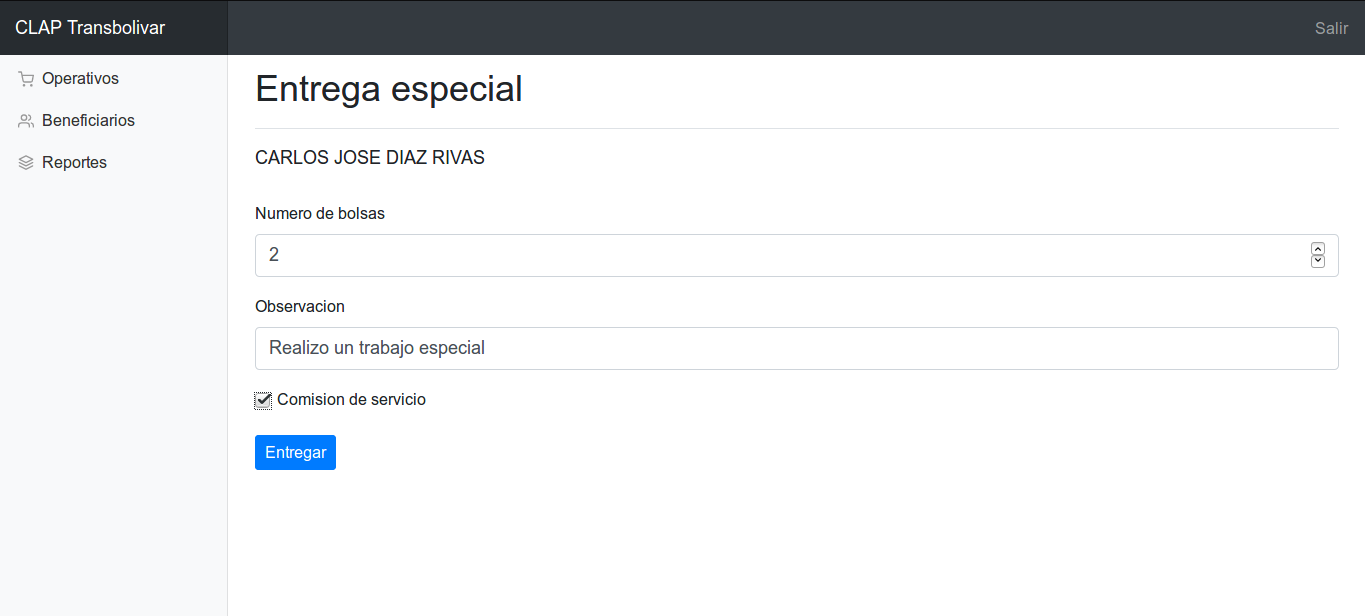 CLAP Transbolivar
Salir
Operativos
Beneficiarios
Reportes
Entrega especial
CARLOS JOSE DIAZ RIVAS
Numero de bolsas
2
Observacion
Realizo un trabajo especial
Comision de servicio
Entregar